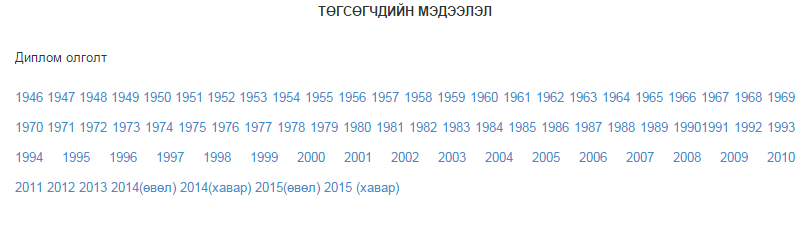 ТӨГСӨГЧДИЙН МЭДЭЭЛЭЛ
Диплом олголт
1946 1947 1948 1949 1950 1951 1952 1953 1954 1955 1956 1957 1958 1959 1960 1961 1962 1963 1964 1965 1966 1967 1968 1969
1970 1971 1972 1973 1974 1975 1976 1977 1978 1979 1980 1981 1982 1983 1984 1985 1986 1987 1988 1989 19901991 1992 1993
1994 1995 1996 1997 1998 1999 2000 2001 2002 2003 2004 2005 2006 2007 2008 2009 2010
2011 2012 2013 2014(өвөл) 2014(хавар) 2015(өвөл) 2015 (хавар)